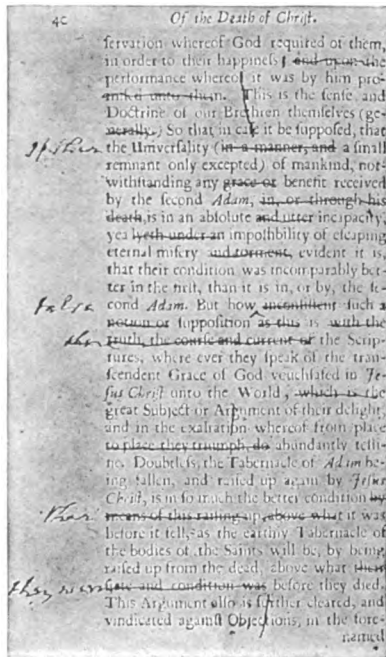 40 Of the Death of Christ.
servation whereof God required of them,
in order to their happiness; and upon the
performance whereof it was by him pro-
mised unto them. This is the sense, and
Doctrine of our Brethren themselves (ge-
nerally.) So that in case it be supposed, that
the Universality (in a manner, and a small
remnant only excepted) of mankind, not-
withstanding any grace or benefit received
by the second Adam, in, or through his
death, is in an absolute and utter incapacity,
yea lyeth under an impossibility of escaping
eternal misery and torment, evident it is,
that their condition was incomparably bet-
ter in the first, than it is in, or by, the se-
false cond Adam. But how inconsistent such a
notion or supposition as this is with the
truth, the course and current of the Scrip-
tures, where ever they speak of the tran-
scendent Grace of God vouchsafed in Je-
sus Christ unto the World, which is the
great Subject or Argument of their delight,
and in the exaltation whereof from place
to place they triumph, do abundantly testi-
fie. Doubtless, the Tabernacle of Adam be-
ing fallen, and raised up again by Jesus
Christ, is in so much the better condition by
than means of this raising up, above what it was
before it fell, as the earthy Tabernacle of
the bodies of the Saints will be, by being
raised up from the dead, above what their
they were state and condition was before they died.
This Argument also is further cleared, and
vindicated against Objections, in the fore-
named